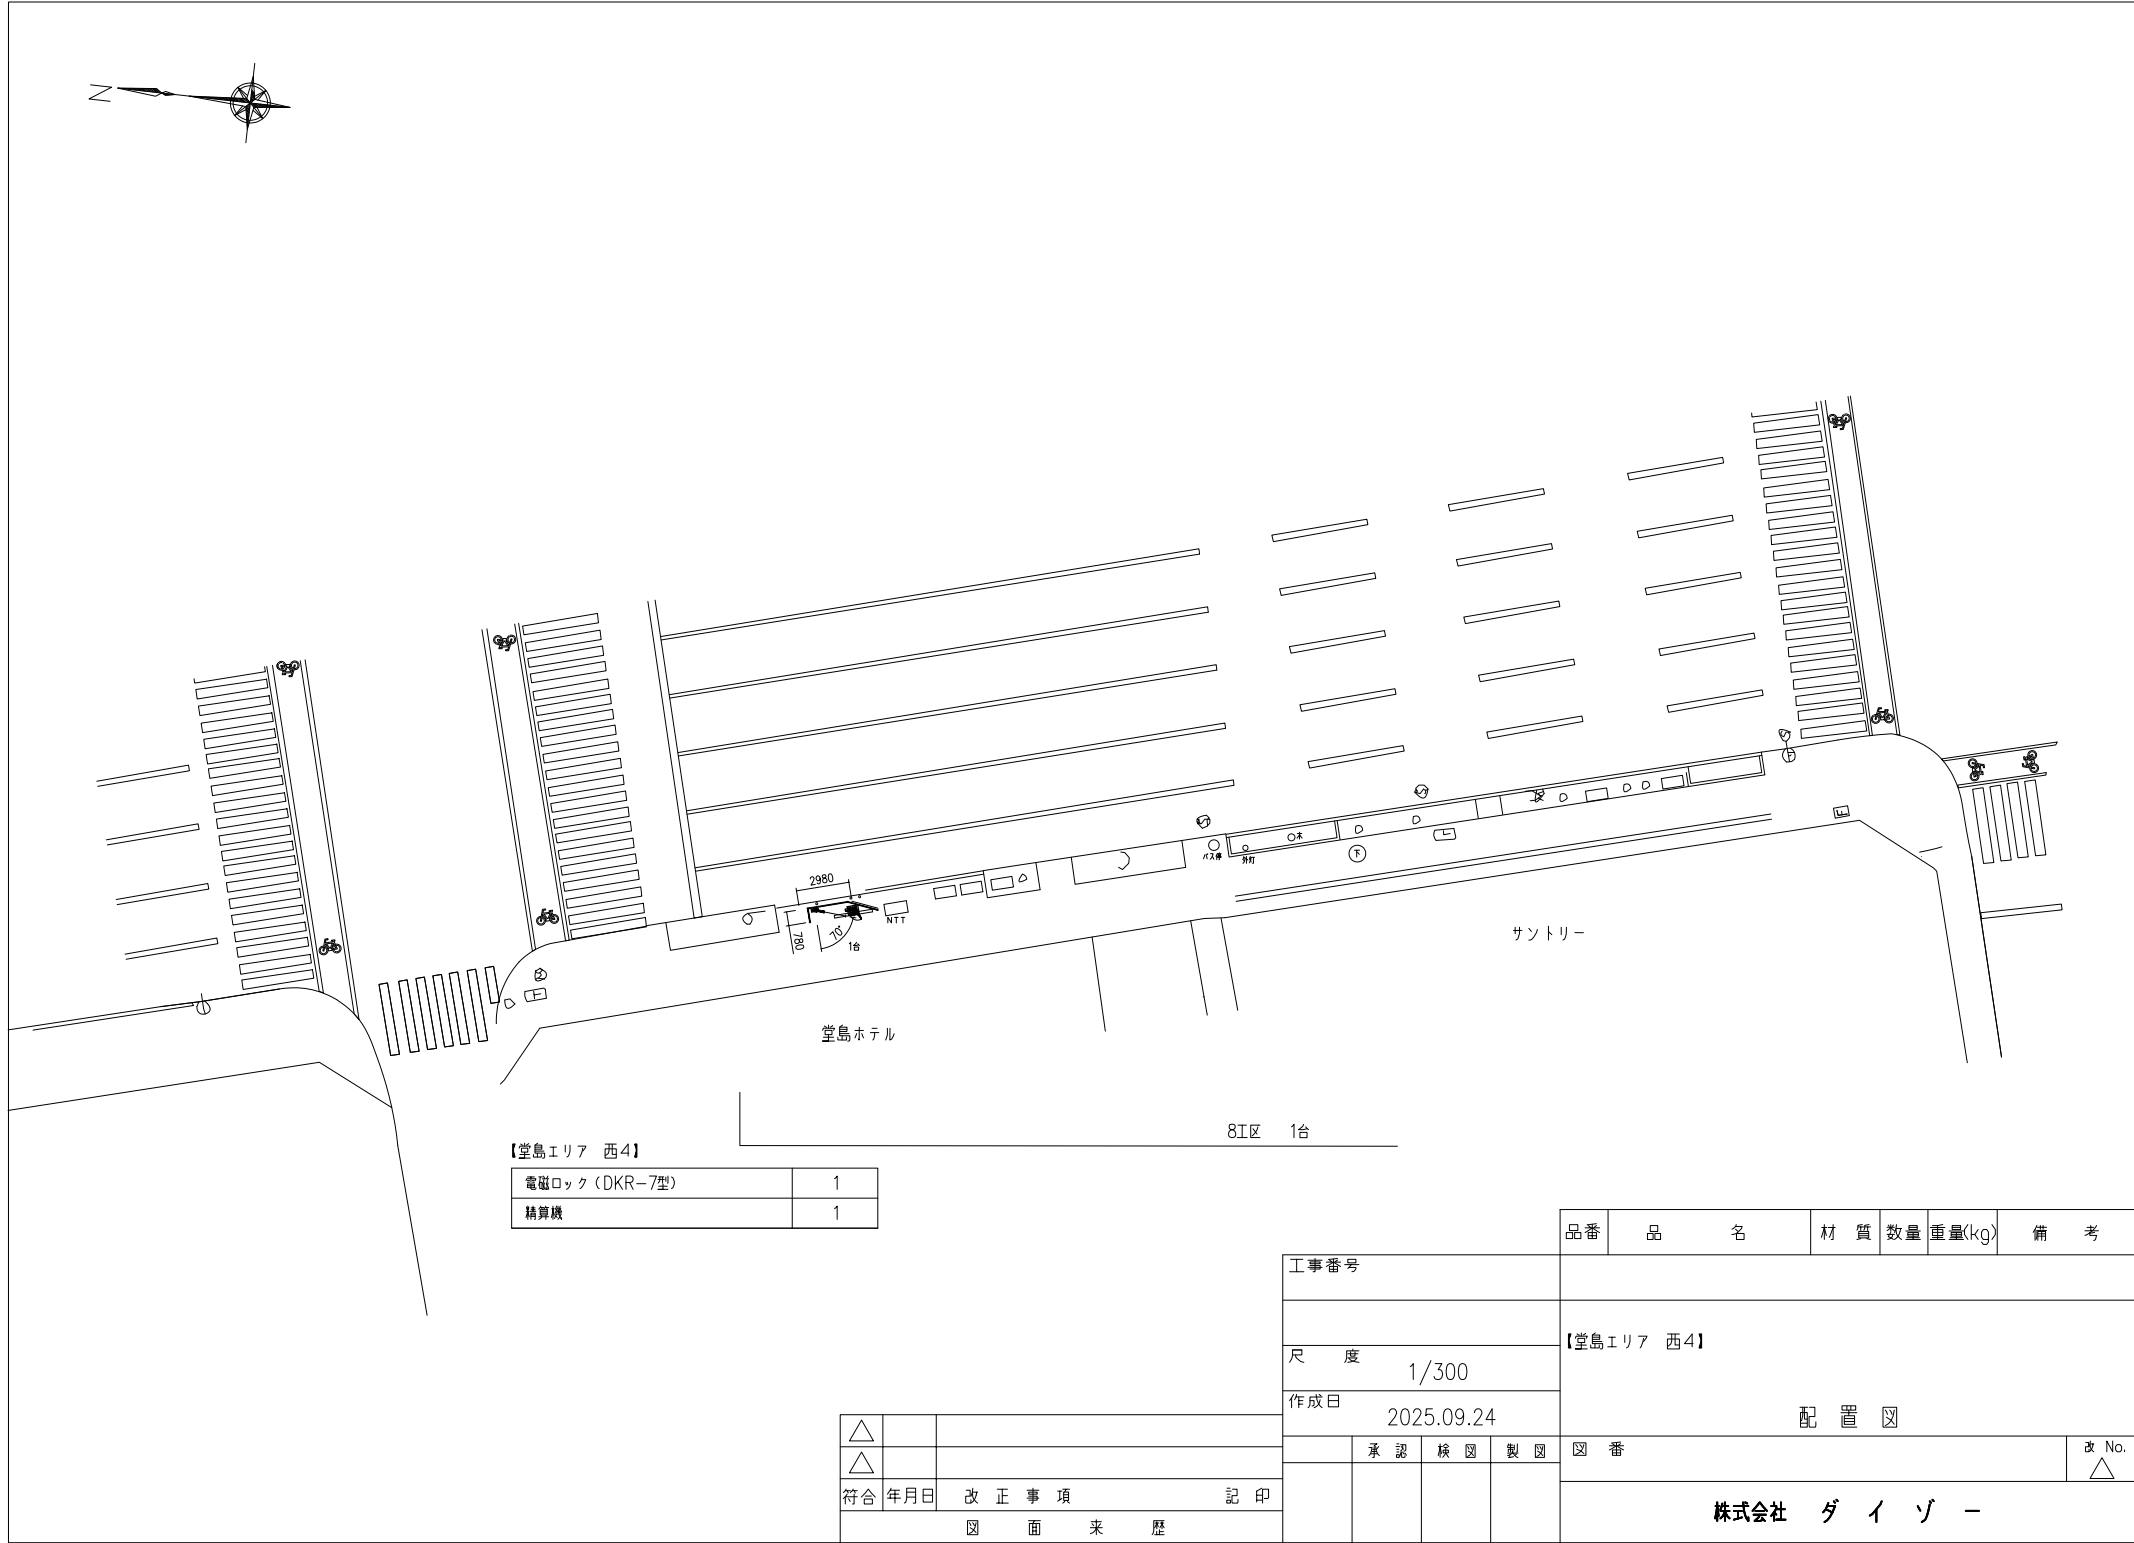 N
2980
780
70°
1台
NTT
バス停
外灯
木
下
サントリー
堂島ホテル
8工区 1台
【堂島エリア 西4】
電磁ロック(DKR-7型) 1
精算機 1
品番 品名 材質 数量 重量(kg) 備考
工事番号
【堂島エリア 西4】
尺度 1/300
作成日 2025.09.24
配置図
承認 検図 製図 図番 改 No.
符合 年月日 改正事項 記印
図面来歴
株式会社 ダイゾー